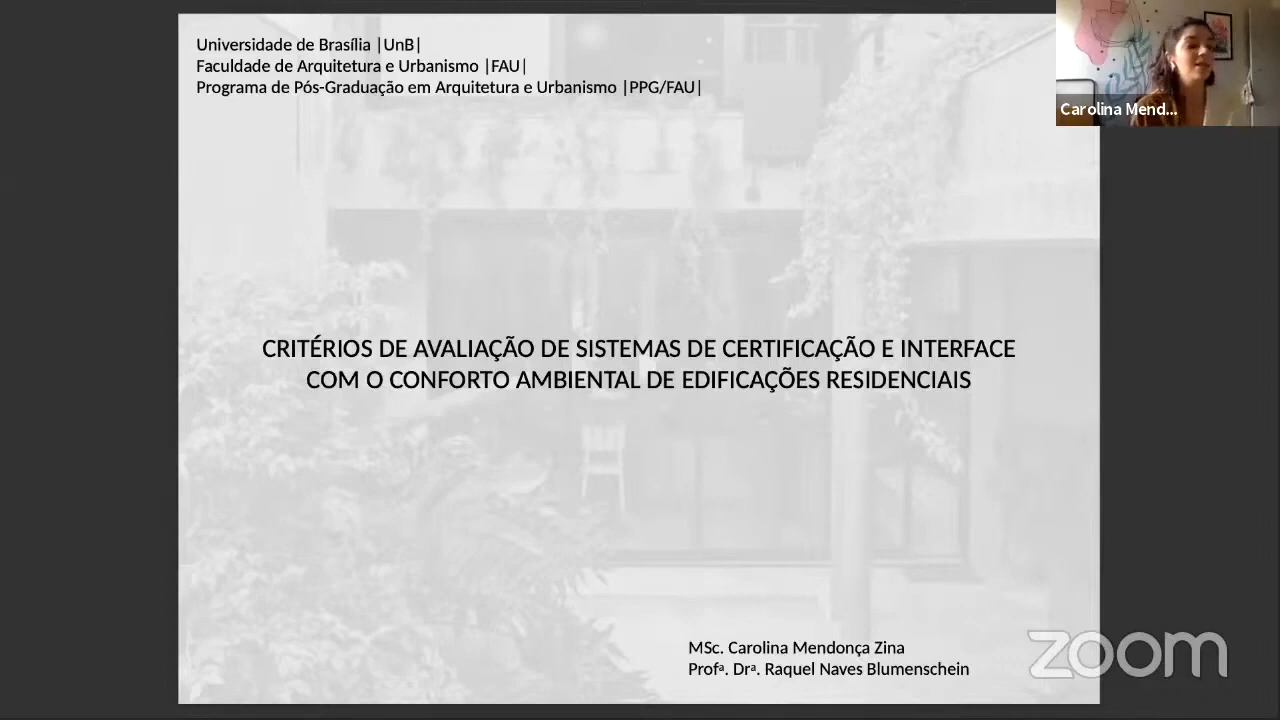 Universidade de Brasília |UnB|
Faculdade de Arquitetura e Urbanismo |FAU|
Programa de Pós-Graduação em Arquitetura e Urbanismo |PPG/FAU|
Carolina Mend...
CRITÉRIOS DE AVALIAÇÃO DE SISTEMAS DE CERTIFICAÇÃO E INTERFACE
COM O CONFORTO AMBIENTAL DE EDIFICAÇÕES RESIDENCIAIS
MSc. Carolina Mendonça Zina
Profª. Drª. Raquel Naves Blumenschein
zoom